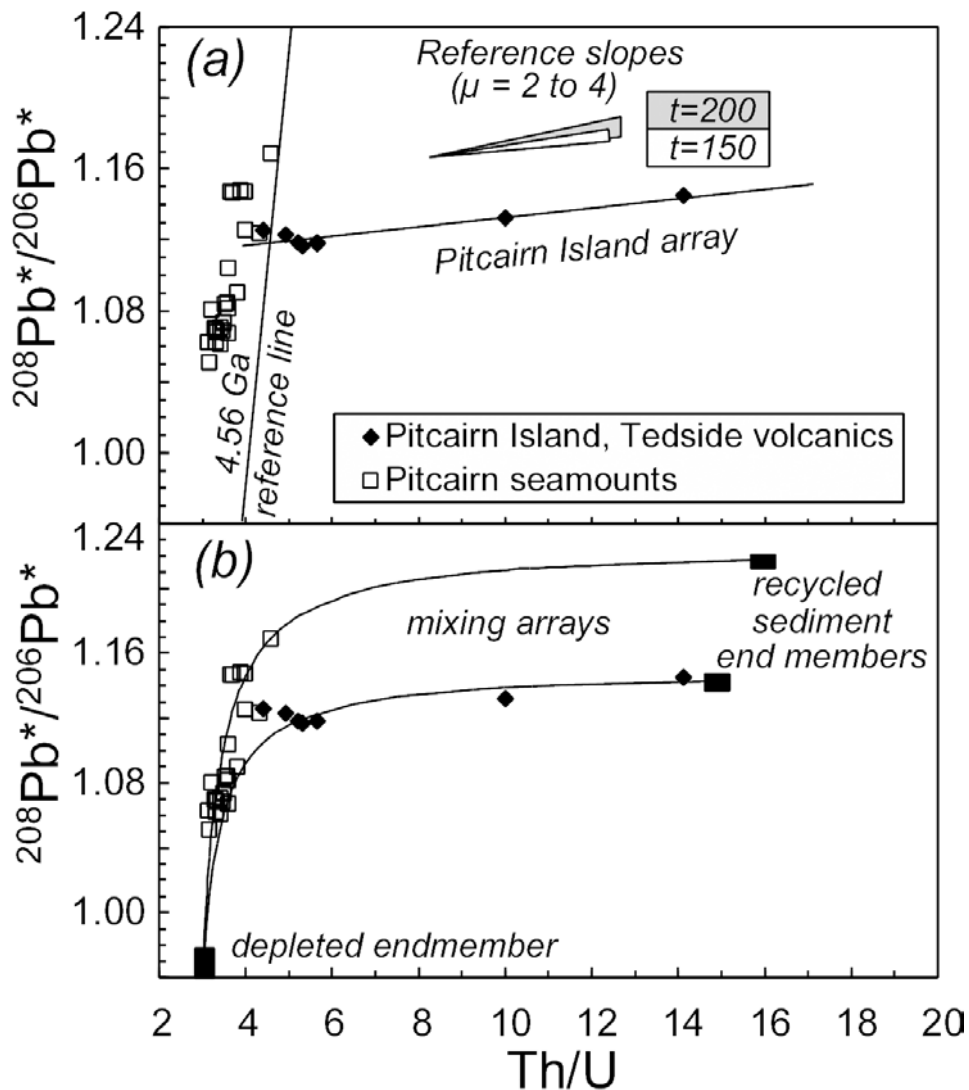 (a)
Reference slopes
(μ = 2 to 4)
t=200
t=150
Pitcairn Island array
4.56 Ga
reference line
Pitcairn Island, Tedside volcanics
Pitcairn seamounts
1.24
1.16
1.08
1.00
²⁰⁸Pb*/²⁰⁶Pb*
(b)
recycled
sediment
end members
mixing arrays
depleted endmember
1.24
1.16
1.08
1.00
²⁰⁸Pb*/²⁰⁶Pb*
2 4 6 8 10 12 14 16 18 20
Th/U